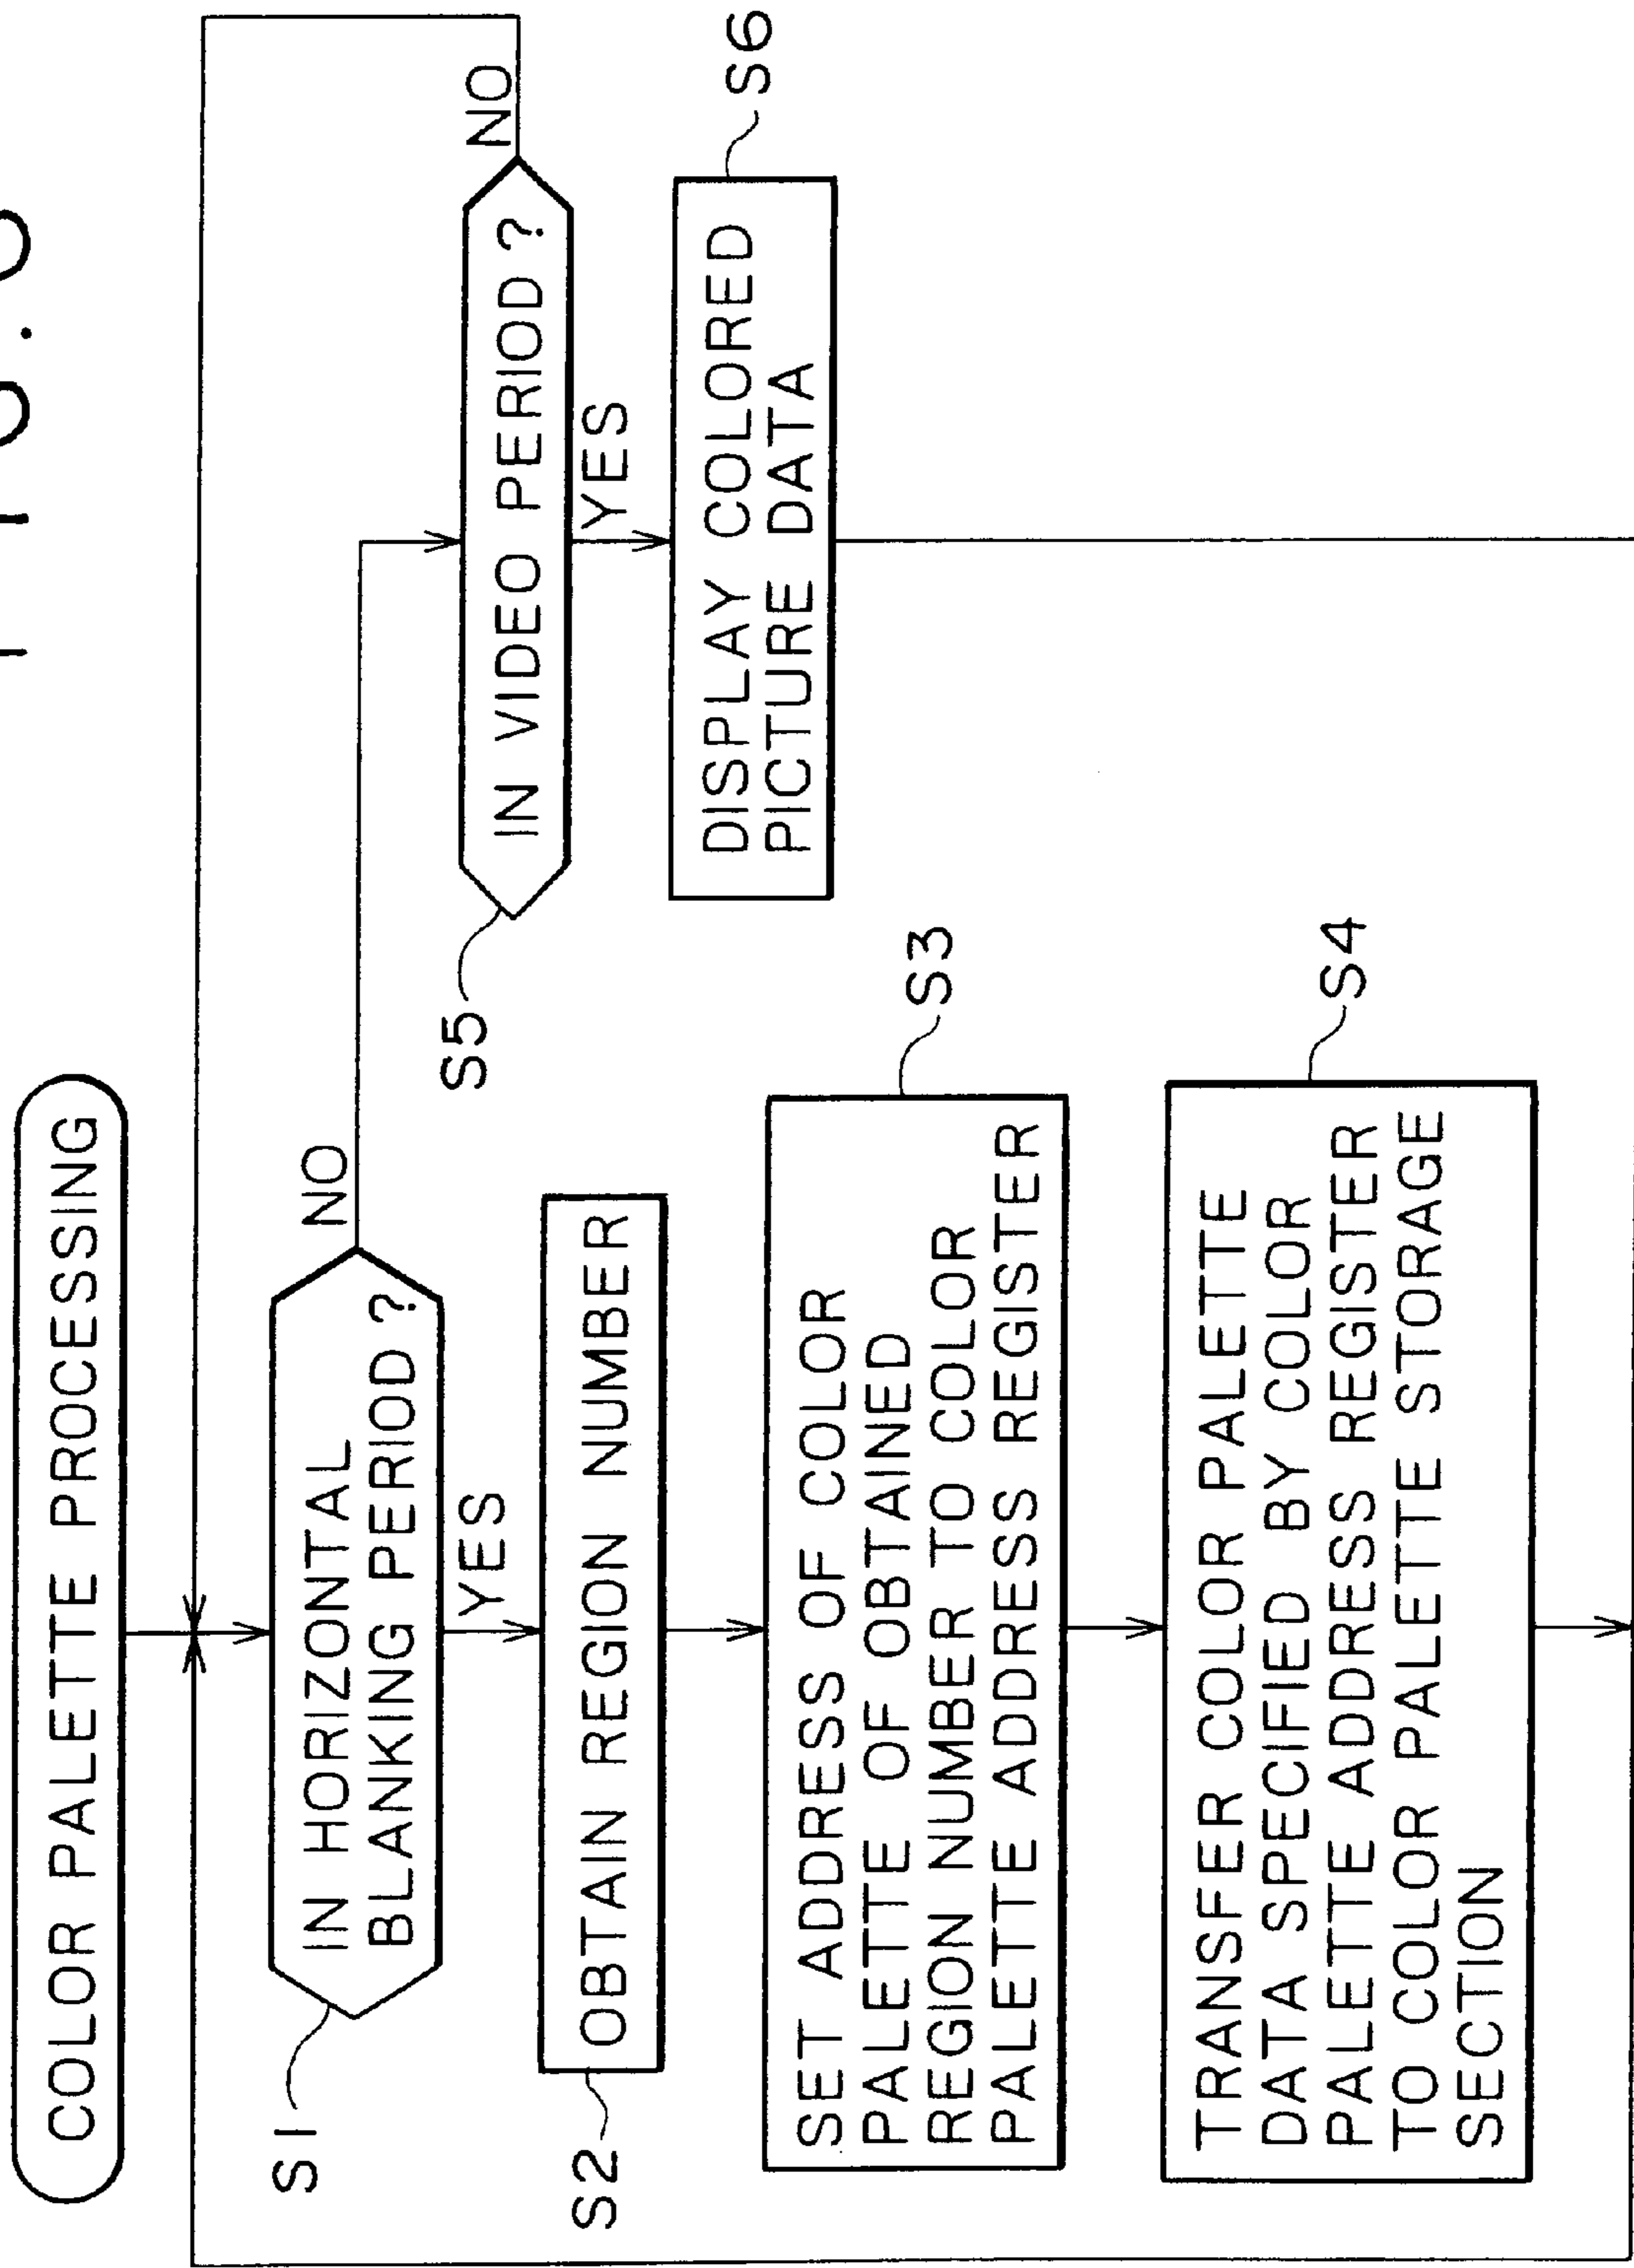 COLOR PALETTE PROCESSING
S1
IN HORIZONTAL
BLANKING PERIOD ?
NO
YES
S2
OBTAIN REGION NUMBER
S3
SET ADDRESS OF COLOR
PALETTE OF OBTAINED
REGION NUMBER TO COLOR
PALETTE ADDRESS REGISTER
S4
TRANSFER COLOR PALETTE
DATA SPECIFIED BY COLOR
PALETTE ADDRESS REGISTER
TO COLOR PALETTE STORAGE
SECTION
S5
IN VIDEO PERIOD ?
NO
YES
S6
DISPLAY COLORED
PICTURE DATA